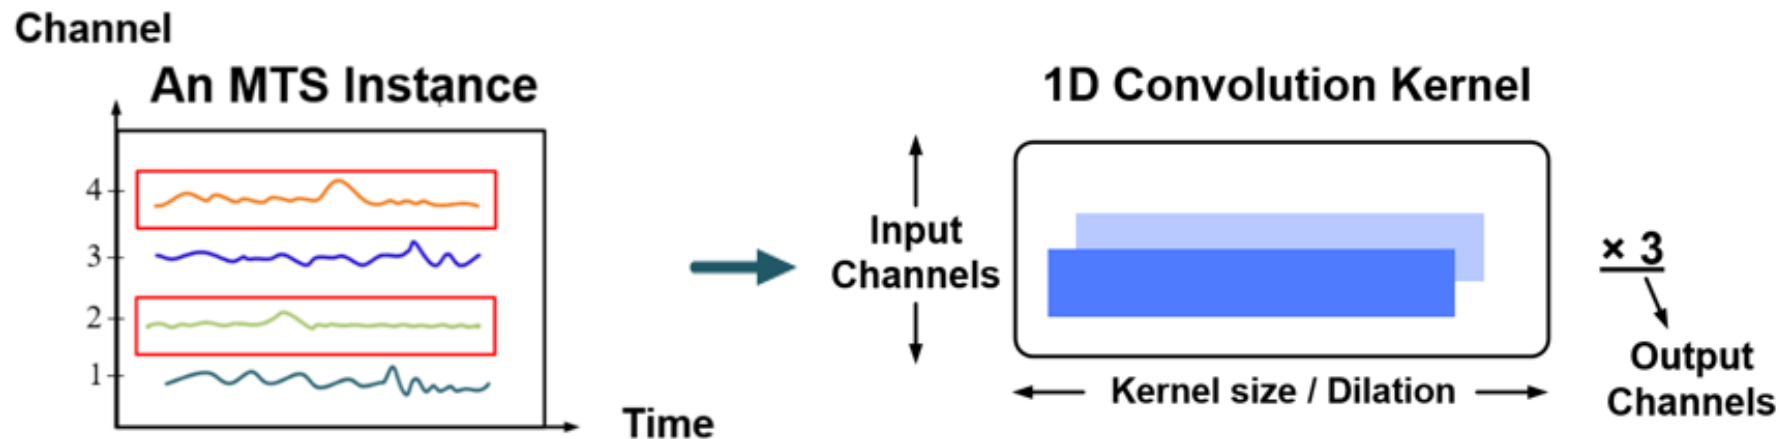 Channel
An MTS Instance
4
3
2
1
Time
1D Convolution Kernel
Input
Channels
Kernel size / Dilation
× 3
Output
Channels